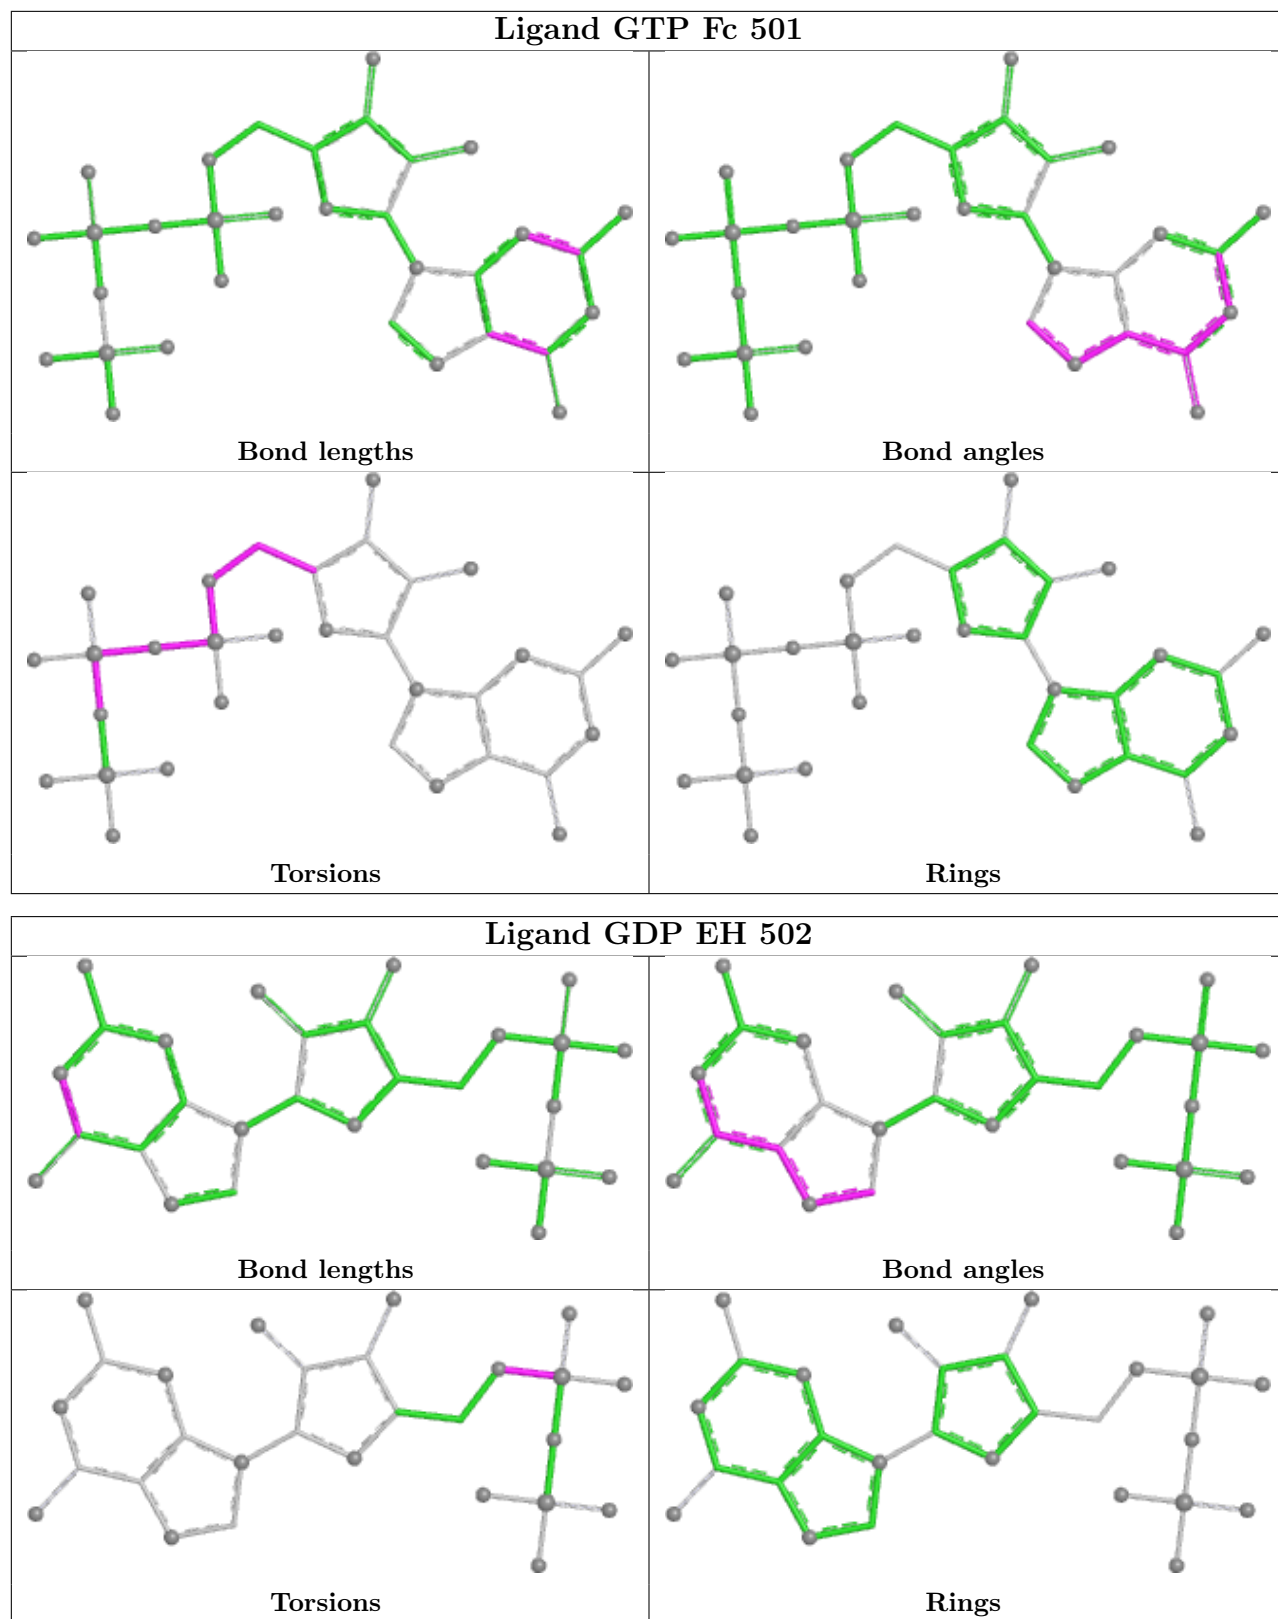 Ligand GTP Fc 501
Bond lengths
Bond angles
Torsions
Rings
Ligand GDP EH 502
Bond lengths
Bond angles
Torsions
Rings